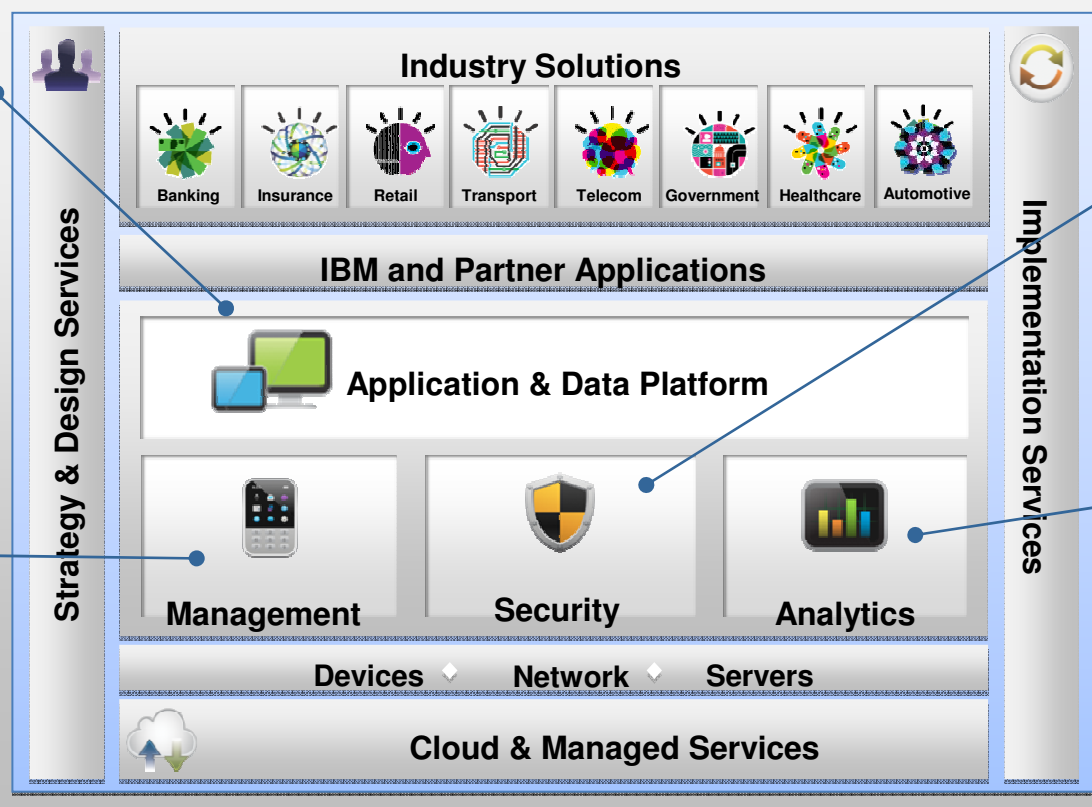 Strategy & Design Services
Industry Solutions
Banking
Insurance
Retail
Transport
Telecom
Government
Healthcare
Automotive
IBM and Partner Applications
Application & Data Platform
Management
Security
Analytics
Devices Network Servers
Cloud & Managed Services
Implementation Services